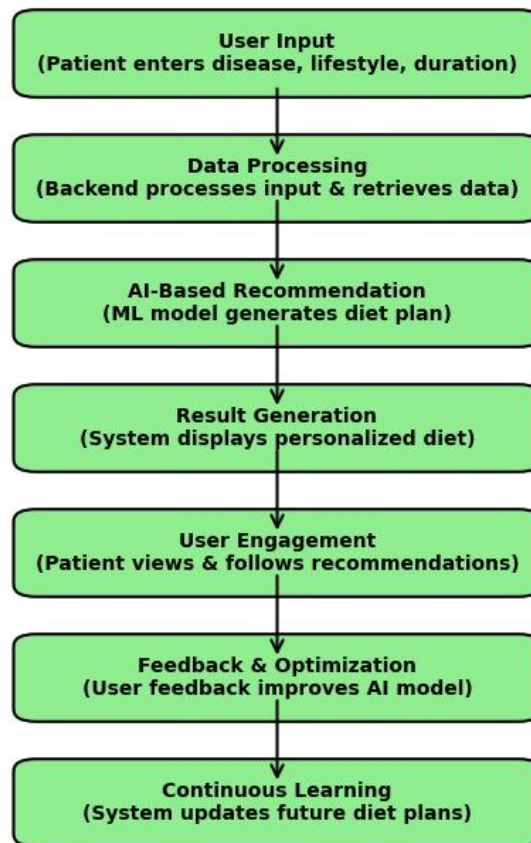 User Input
(Patient enters disease, lifestyle, duration)
Data Processing
(Backend processes input & retrieves data)
AI-Based Recommendation
(ML model generates diet plan)
Result Generation
(System displays personalized diet)
User Engagement
(Patient views & follows recommendations)
Feedback & Optimization
(User feedback improves AI model)
Continuous Learning
(System updates future diet plans)